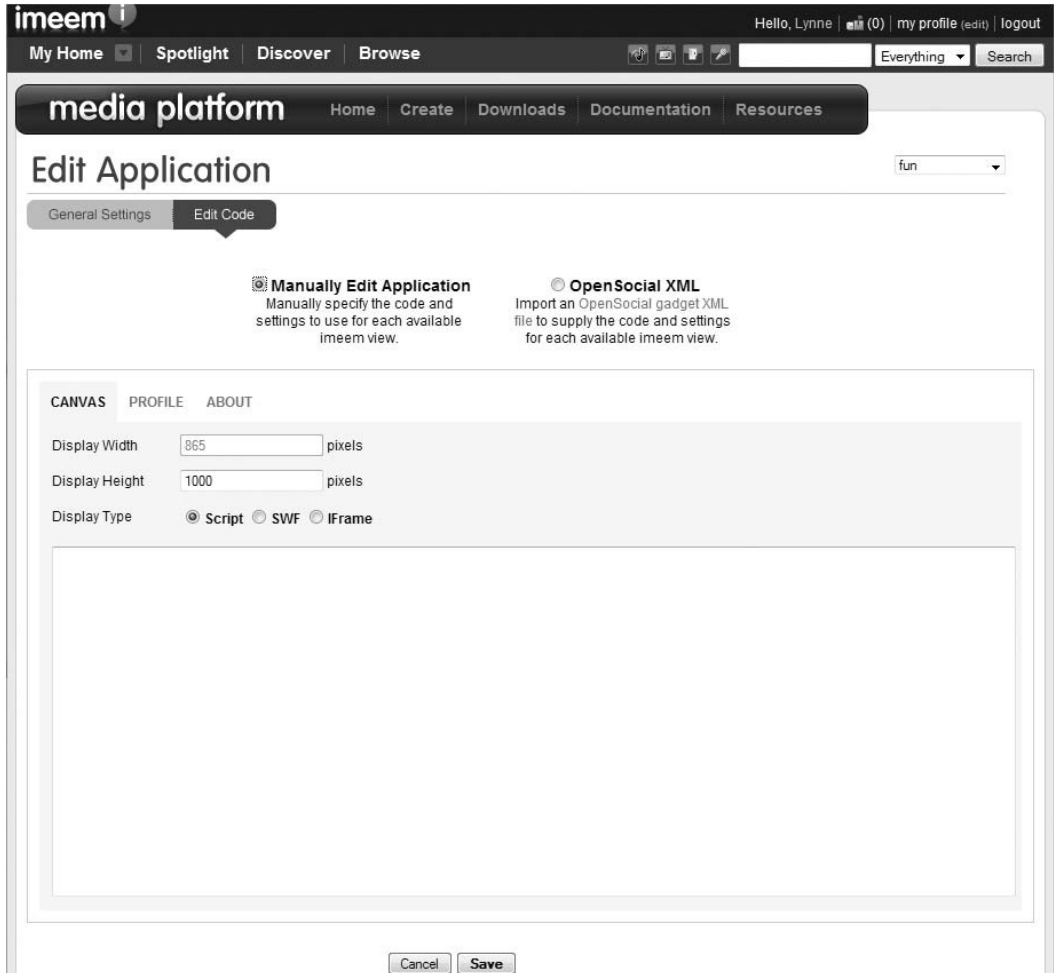 imeem i
Hello, Lynne | (0) | my profile (edit) | logout
My Home | Spotlight | Discover | Browse
Everything Search
media platform Home Create Downloads Documentation Resources
Edit Application
fun
General Settings Edit Code
Manually Edit Application
Manually specify the code and
settings to use for each available
imeem view.
OpenSocial XML
Import an OpenSocial gadget XML
file to supply the code and settings
for each available imeem view.
CANVAS PROFILE ABOUT
Display Width 865 pixels
Display Height 1000 pixels
Display Type Script SWF IFrame
Cancel Save